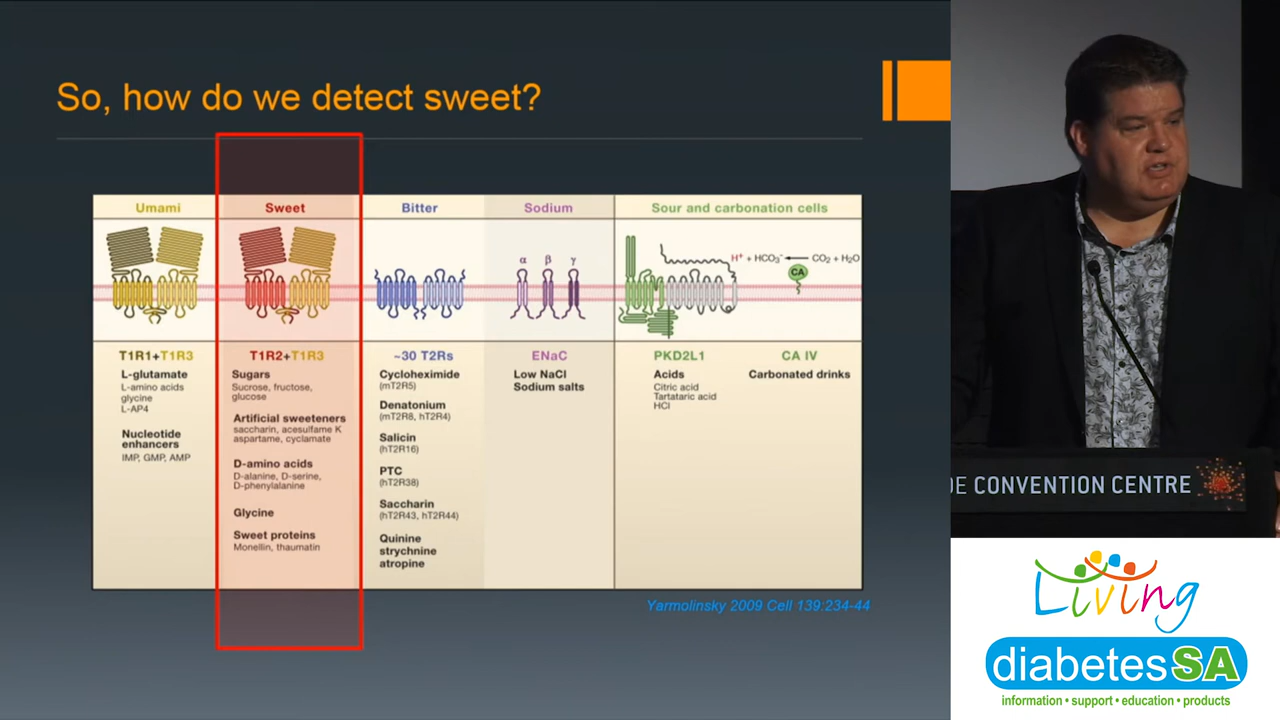 So, how do we detect sweet?
Umami
Sweet
Bitter
Sodium
Sour and carbonation cells
α β γ
H⁺ + HCO₃⁻ CO₂ + H₂O
CA
T1R1+T1R3
L-glutamate
L-amino acids
glycine
L-AP4
Nucleotide
enhancers
IMP, GMP, AMP
T1R2+T1R3
Sugars
Sucrose, fructose,
glucose
Artificial sweeteners
saccharin, acesulfame K
aspartame, cyclamate
D-amino acids
D-alanine, D-serine,
D-phenylalanine
Glycine
Sweet proteins
Monellin, thaumatin
~30 T2Rs
Cycloheximide
(mT2R5)
Denatonium
(mT2R8, hT2R4)
Salicin
(hT2R16)
PTC
(hT2R38)
Saccharin
(hT2R43, hT2R44)
Quinine
strychnine
atropine
ENaC
Low NaCl
Sodium salts
PKD2L1
Acids
Citric acid
Tartataric acid
HCl
CA IV
Carbonated drinks
Yarmolinsky 2009 Cell 139:234-44
DE CONVENTION CENTRE
Living
diabetesSA
information • support • education • products